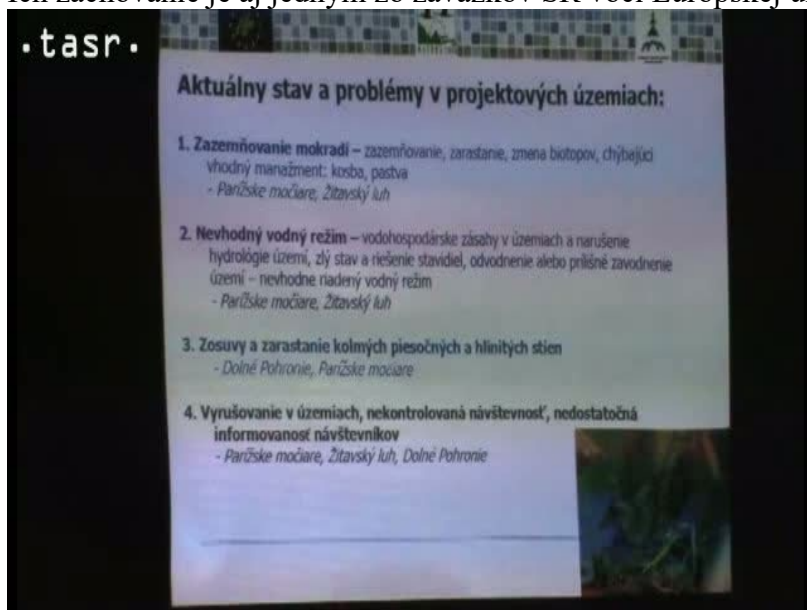 Ich zachovanie je aj jedným zo záväzkov SR voči Európskej
·tasr·
Aktuálny stav a problémy v projektových územiach:
1. Zazemňovanie mokradí – zazemňovanie, zarastanie, zmena biotopov, chýbajúci
vhodný manažment: kosba, pastva
- Parížske močiare, Žitavský luh
2. Nevhodný vodný režim – vodohospodárske zásahy v územiach a narušenie
hydrológie území, zlý stav a riešenie stavidiel, odvodnenie alebo prílišné zavodnenie
území – nevhodne riadený vodný režim
- Parížske močiare, Žitavský luh
3. Zosuvy a zarastanie kolmých piesočných a hlinitých stien
- Dolné Pohronie, Parížske močiare
4. Vyrušovanie v územiach, nekontrolovaná návštevnosť, nedostatočná
informovanosť návštevníkov
- Parížske močiare, Žitavský luh, Dolné Pohronie